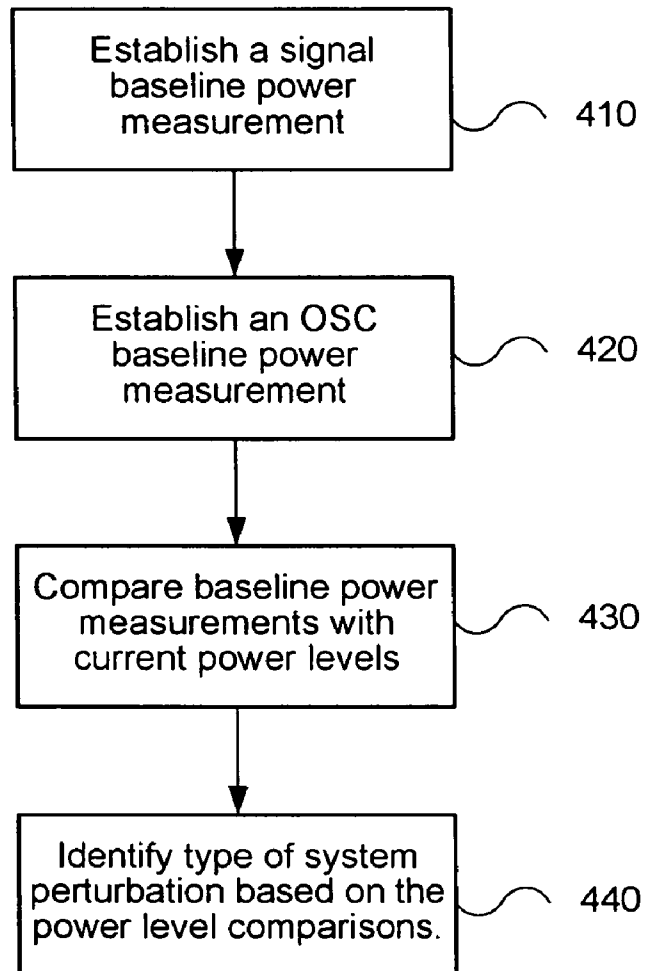 Establish a signal
baseline power
measurement
410
Establish an OSC
baseline power
measurement
420
Compare baseline power
measurements with
current power levels
430
Identify type of system
perturbation based on the
power level comparisons.
440